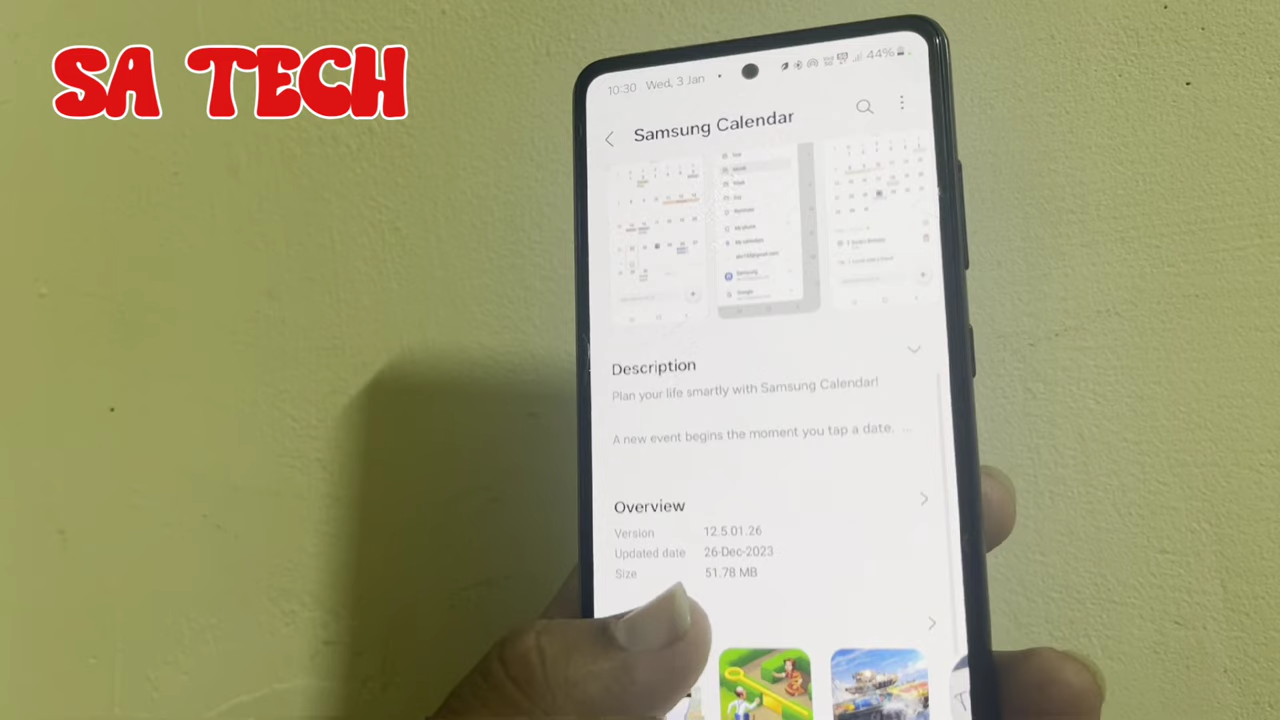 SA TECH
10:30 Wed, 3 Jan
44%
Samsung Calendar
Description
Plan your life smartly with Samsung Calendar!
A new event begins the moment you tap a date. ...
Overview
Version 12.5.01.26
Updated date 26-Dec-2023
Size 51.78 MB